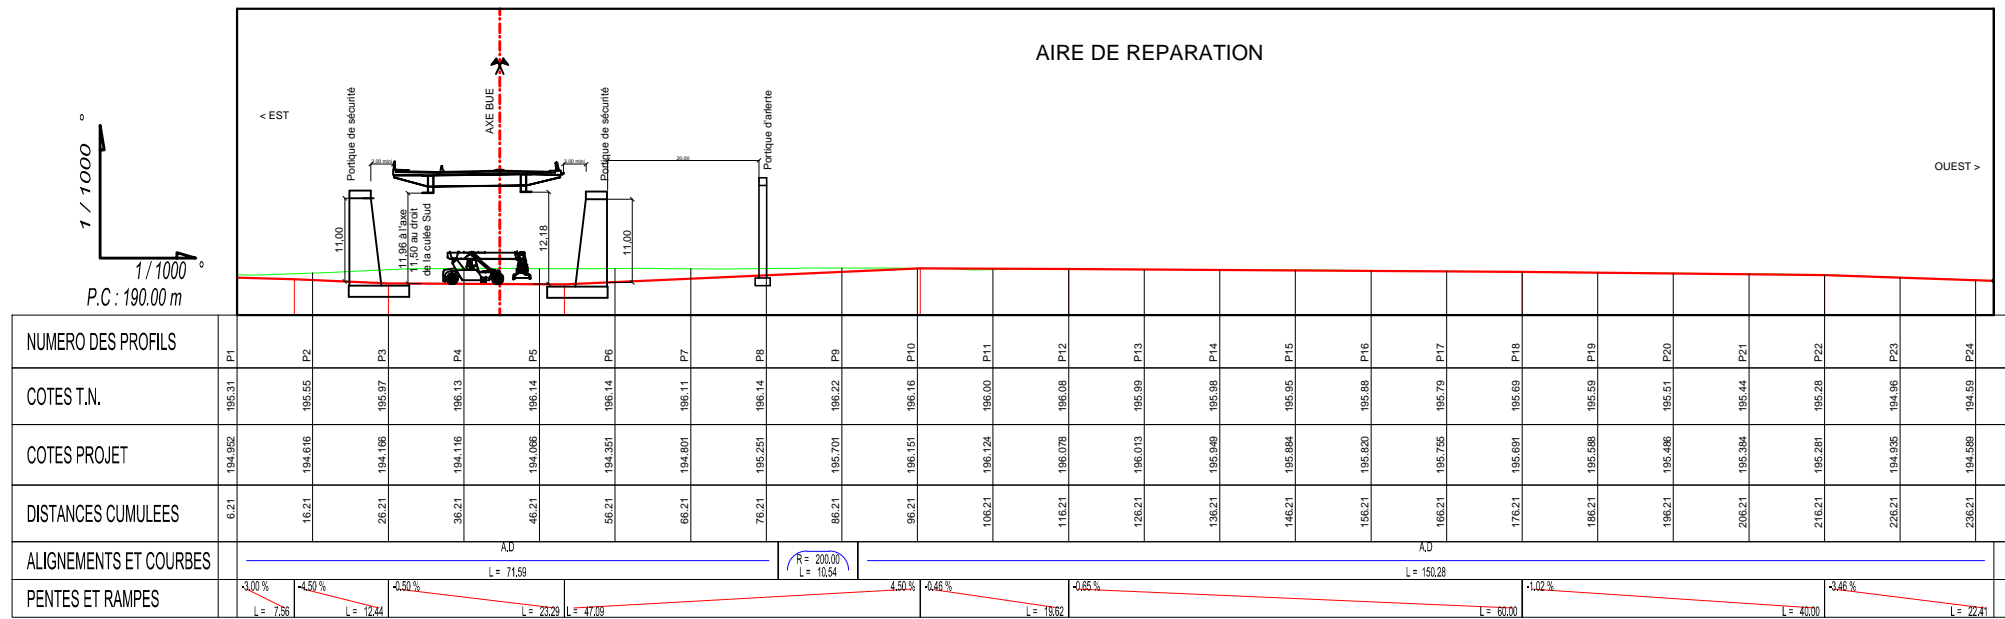 AIRE DE REPARATION
< EST
OUEST >
Portique de sécurité
AXE BUE
Portique de sécurité
Portique d'arlerte
3.00 mini
3.00 mini
20.00
11,00
11,96 à l'axe
11,50 au droit
de la culée Sud
12,18
11,00
1 / 1000
1 / 1000
P.C : 190.00 m
NUMERO DES PROFILS P1 P2 P3 P4 P5 P6 P7 P8 P9 P10 P11 P12 P13 P14 P15 P16 P17 P18 P19 P20 P21 P22 P23 P24
COTES T.N. 195.31 195.55 195.97 196.13 196.14 196.14 196.11 196.14 196.22 196.16 196.00 196.08 195.99 195.98 195.95 195.88 195.79 195.69 195.59 195.51 195.44 195.28 194.96 194.59
COTES PROJET 194.952 194.616 194.166 194.116 194.066 194.351 194.801 195.251 195.701 196.151 196.124 196.078 196.013 195.949 195.884 195.820 195.755 195.691 195.588 195.486 195.384 195.281 194.935 194.589
DISTANCES CUMULEES 6.21 16.21 26.21 36.21 46.21 56.21 66.21 76.21 86.21 96.21 106.21 116.21 126.21 136.21 146.21 156.21 166.21 176.21 186.21 196.21 206.21 216.21 226.21 236.21
ALIGNEMENTS ET COURBES
A.D
L = 71.59
R = 200.00
L = 10.54
A.D
L = 150.28
PENTES ET RAMPES
-3.00 %
L = 7.56
-4.50 %
L = 12.44
-0.50 %
L = 23.29
L = 47.09
4.50 %
-0.46 %
L = 19.62
-0.65 %
L = 60.00
-1.02 %
L = 40.00
-3.46 %
L = 22.41